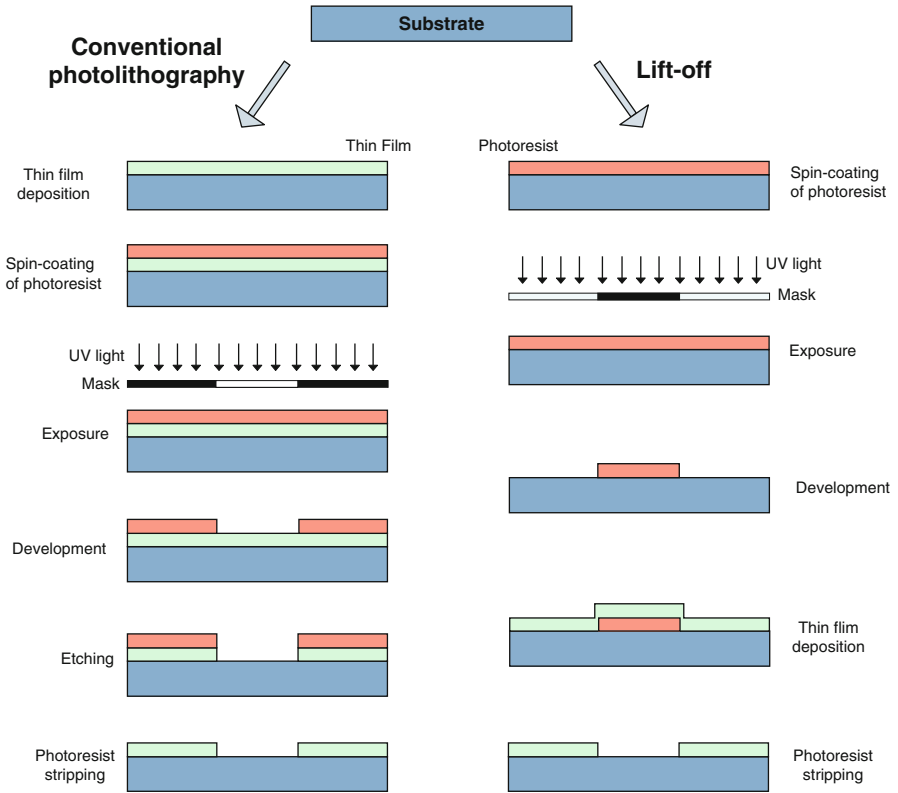 Substrate
Conventional
photolithography
Lift-off
Thin Film
Thin film
deposition
Spin-coating
of photoresist
UV light
Mask
Exposure
Development
Etching
Photoresist
stripping
Photoresist
Spin-coating
of photoresist
UV light
Mask
Exposure
Development
Thin flim
deposition
Photoresist
stripping